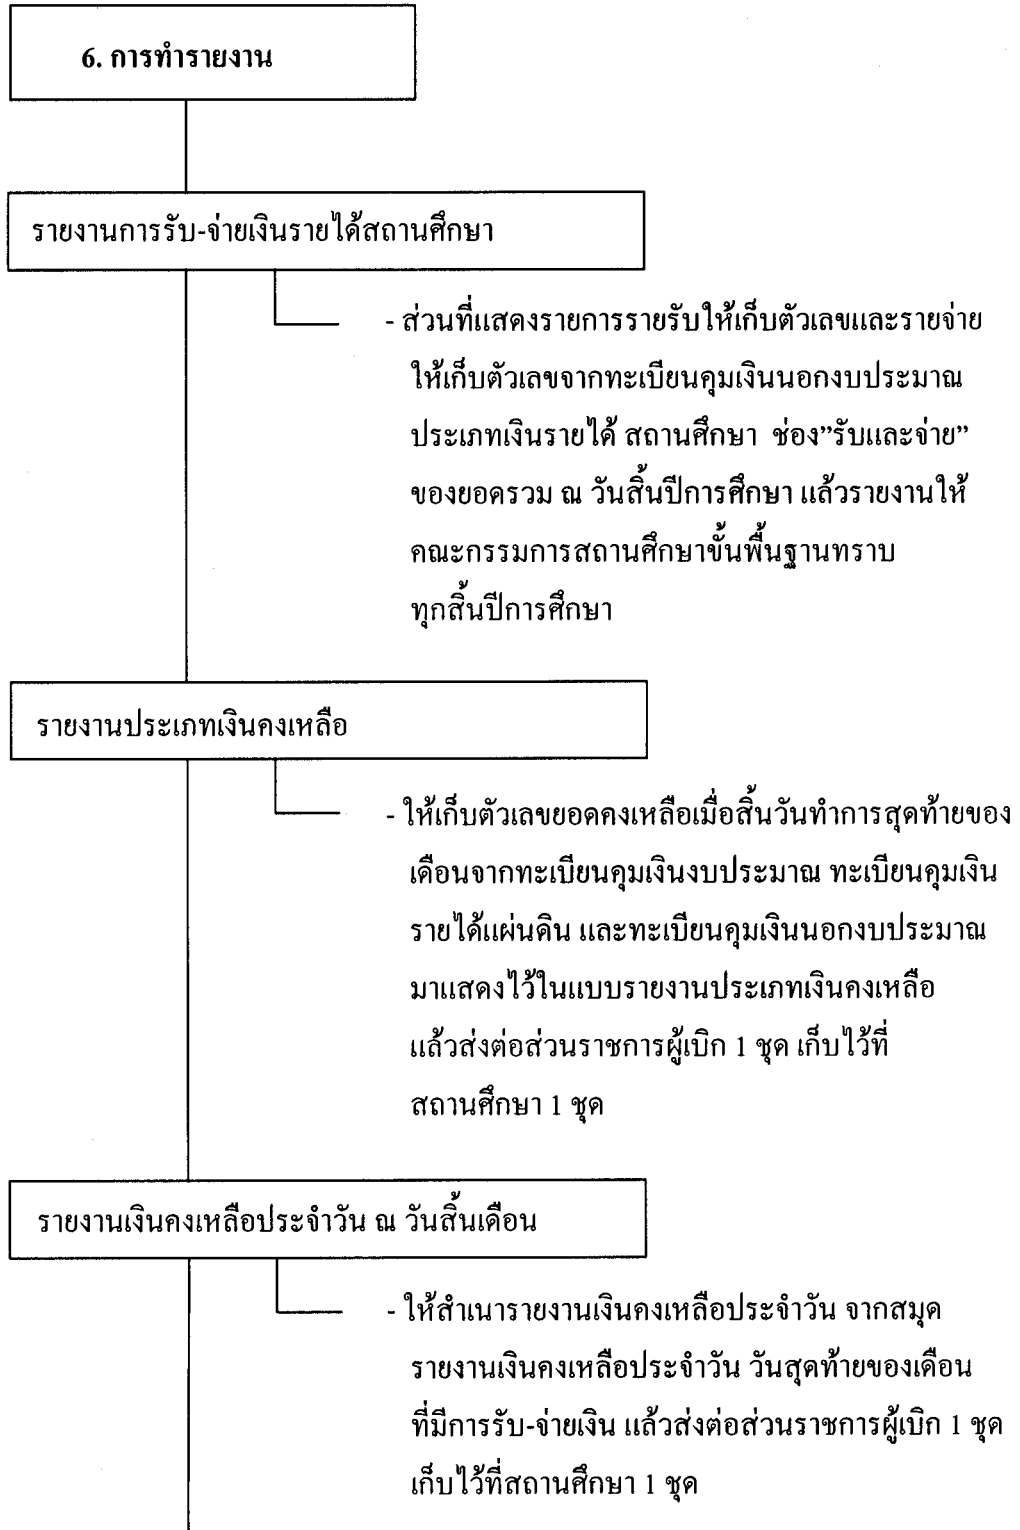 6. การทำรายงาน
รายงานการรับ-จ่ายเงินรายได้สถานศึกษา
- ส่วนที่แสดงรายการรายรับให้เก็บตัวเลขและรายจ่าย
ให้เก็บตัวเลขจากทะเบียนคุมเงินนอกงบประมาณ
ประเภทเงินรายได้ สถานศึกษา ช่อง”รับและจ่าย”
ของยอดรวม ณ วันสิ้นปีการศึกษา แล้วรายงานให้
คณะกรรมการสถานศึกษาขั้นพื้นฐานทราบ
ทุกสิ้นปีการศึกษา
รายงานประเภทเงินคงเหลือ
- ให้เก็บตัวเลขยอดคงเหลือเมื่อสิ้นวันทำการสุดท้ายของ
เดือนจากทะเบียนคุมเงินงบประมาณ ทะเบียนคุมเงิน
รายได้แผ่นดิน และทะเบียนคุมเงินนอกงบประมาณ
มาแสดงไว้ในแบบรายงานประเภทเงินคงเหลือ
แล้วส่งต่อส่วนราชการผู้เบิก 1 ชุด เก็บไว้ที่
สถานศึกษา 1 ชุด
รายงานเงินคงเหลือประจำวัน ณ วันสิ้นเดือน
- ให้สำเนารายงานเงินคงเหลือประจำวัน จากสมุด
รายงานเงินคงเหลือประจำวัน วันสุดท้ายของเดือน
ที่มีการรับ-จ่ายเงิน แล้วส่งต่อส่วนราชการผู้เบิก 1 ชุด
เก็บไว้ที่สถานศึกษา 1 ชุด